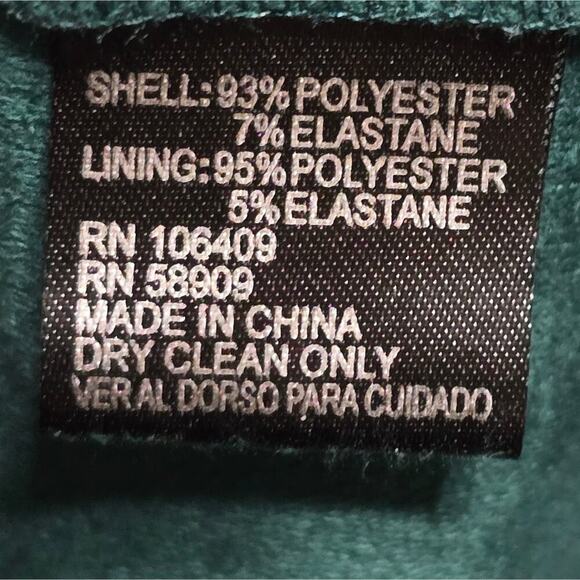 SHELL: 93% POLYESTER
7% ELASTANE
LINING: 95% POLYESTER
5% ELASTANE
RN 106409
RN 58909
MADE IN CHINA
DRY CLEAN ONLY
VER AL DORSO PARA CUIDADO